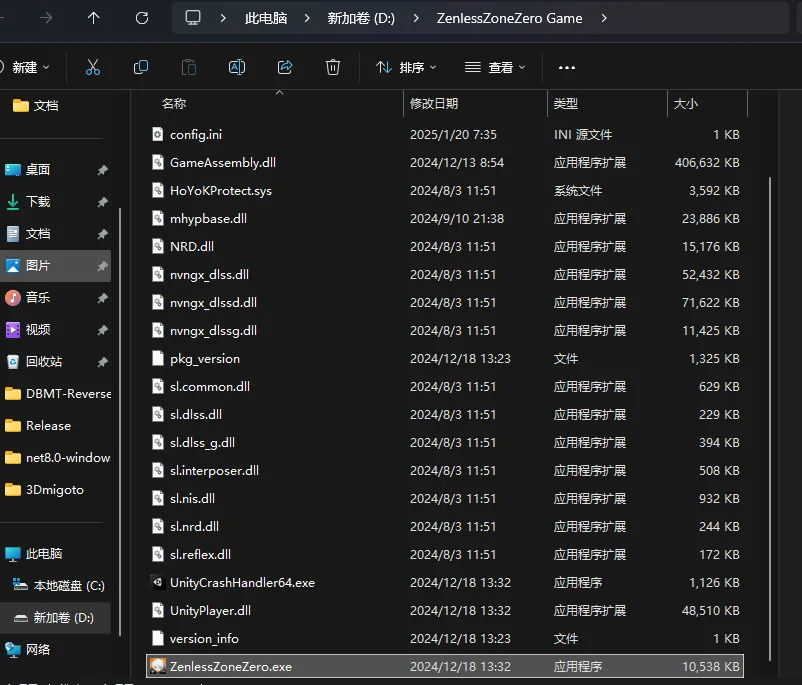 此电脑 > 新加卷 (D:) > ZenlessZoneZero Game >
新建 排序 查看 •••
文档
桌面
下载
文档
图片
音乐
视频
回收站
DBMT-Reverse
Release
net8.0-window
3Dmigoto
此电脑
本地磁盘 (C:)
新加卷 (D:)
网络
名称 修改日期 类型 大小
config.ini 2025/1/20 7:35 INI 源文件 1 KB
GameAssembly.dll 2024/12/13 8:54 应用程序扩展 406,632 KB
HoYoKProtect.sys 2024/8/3 11:51 系统文件 3,592 KB
mhypbase.dll 2024/9/10 21:38 应用程序扩展 23,886 KB
NRD.dll 2024/8/3 11:51 应用程序扩展 15,176 KB
nvngx_dlss.dll 2024/8/3 11:51 应用程序扩展 52,432 KB
nvngx_dlssd.dll 2024/8/3 11:51 应用程序扩展 71,622 KB
nvngx_dlssg.dll 2024/8/3 11:51 应用程序扩展 11,425 KB
pkg_version 2024/12/18 13:23 文件 1,325 KB
sl.common.dll 2024/8/3 11:51 应用程序扩展 629 KB
sl.dlss.dll 2024/8/3 11:51 应用程序扩展 229 KB
sl.dlss_g.dll 2024/8/3 11:51 应用程序扩展 394 KB
sl.interposer.dll 2024/8/3 11:51 应用程序扩展 508 KB
sl.nis.dll 2024/8/3 11:51 应用程序扩展 932 KB
sl.nrd.dll 2024/8/3 11:51 应用程序扩展 244 KB
sl.reflex.dll 2024/8/3 11:51 应用程序扩展 172 KB
UnityCrashHandler64.exe 2024/12/18 13:32 应用程序 1,126 KB
UnityPlayer.dll 2024/12/18 13:32 应用程序扩展 48,510 KB
version_info 2024/12/18 13:23 文件 1 KB
ZenlessZoneZero.exe 2024/12/18 13:32 应用程序 10,538 KB